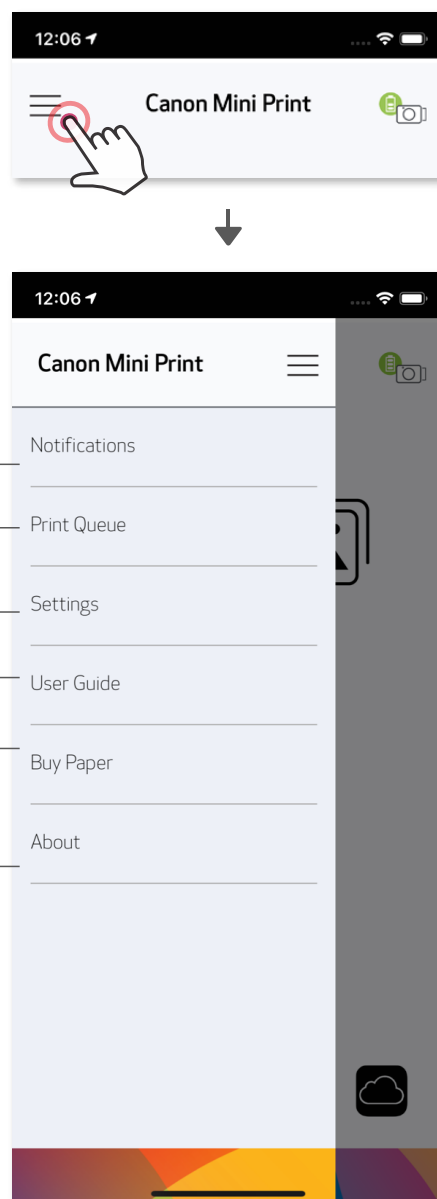 12:06
Canon Mini Print
12:06
Canon Mini Print
Notifications
Print Queue
Settings
User Guide
Buy Paper
About